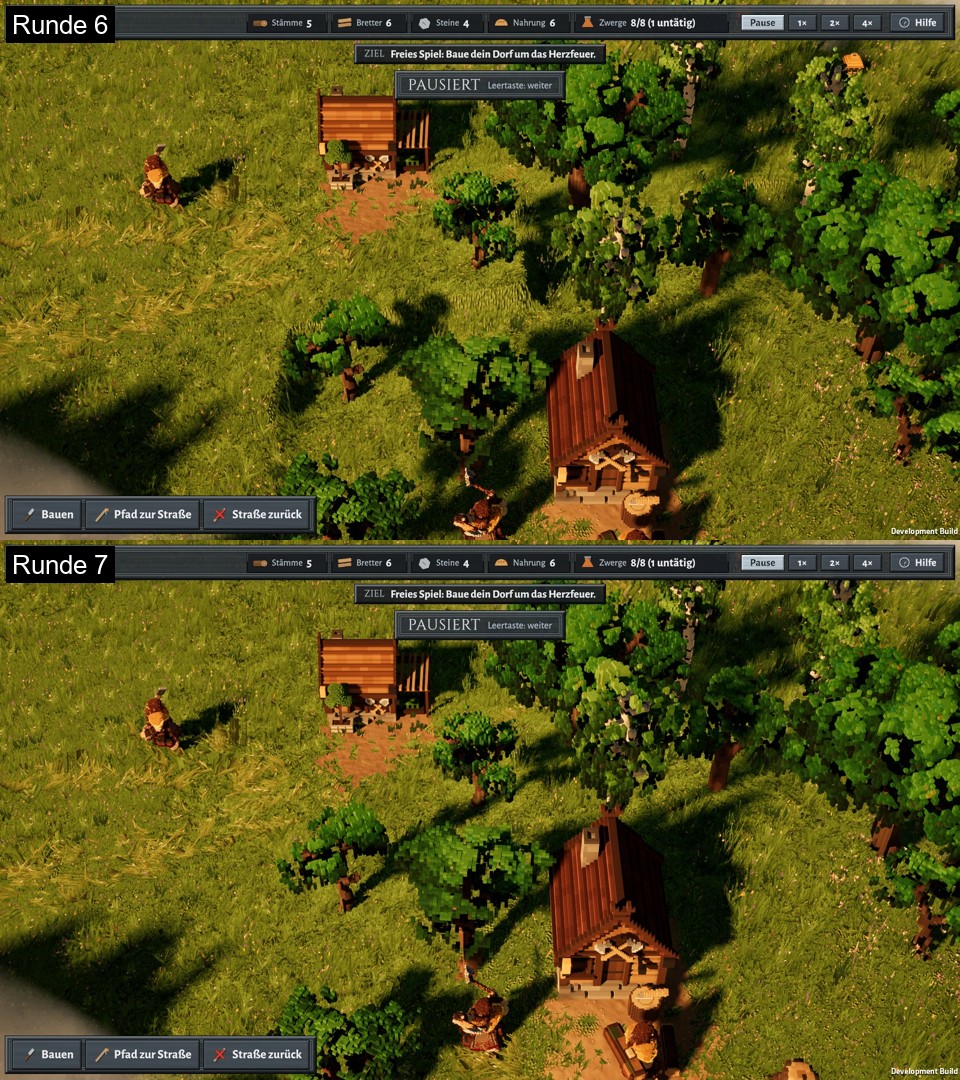 Runde 6
Stämme 5
Bretter 6
Steine 4
Nahrung 6
Zwerge 8/8 (1 untätig)
Pause
1×
2×
4×
Hilfe
ZIEL Freies Spiel: Baue dein Dorf um das Herzfeuer.
PAUSIERT Leertaste: weiter
Bauen
Pfad zur Straße
Straße zurück
Development Build
Runde 7
Stämme 5
Bretter 6
Steine 4
Nahrung 6
Zwerge 8/8 (1 untätig)
Pause
1×
2×
4×
Hilfe
ZIEL Freies Spiel: Baue dein Dorf um das Herzfeuer.
PAUSIERT Leertaste: weiter
Bauen
Pfad zur Straße
Straße zurück
Development Build